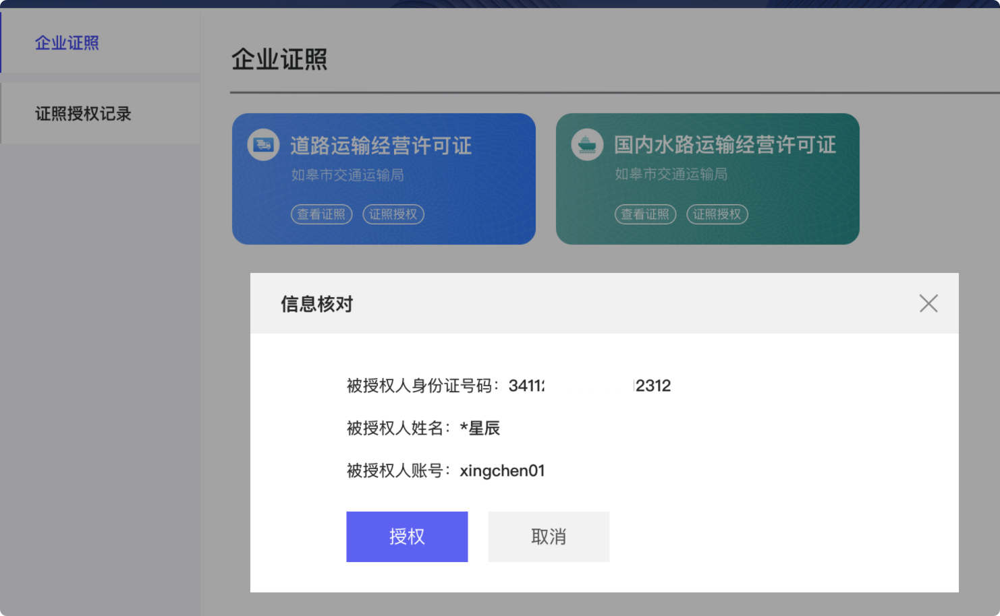 企业证照
证照授权记录
企业证照
道路运输经营许可证
如皋市交通运输局
查看证照 证照授权
国内水路运输经营许可证
如皋市交通运输局
查看证照 证照授权
信息核对
被授权人身份证号码：3411 2312
被授权人姓名：*星辰
被授权人账号：xingchen01
授权 取消